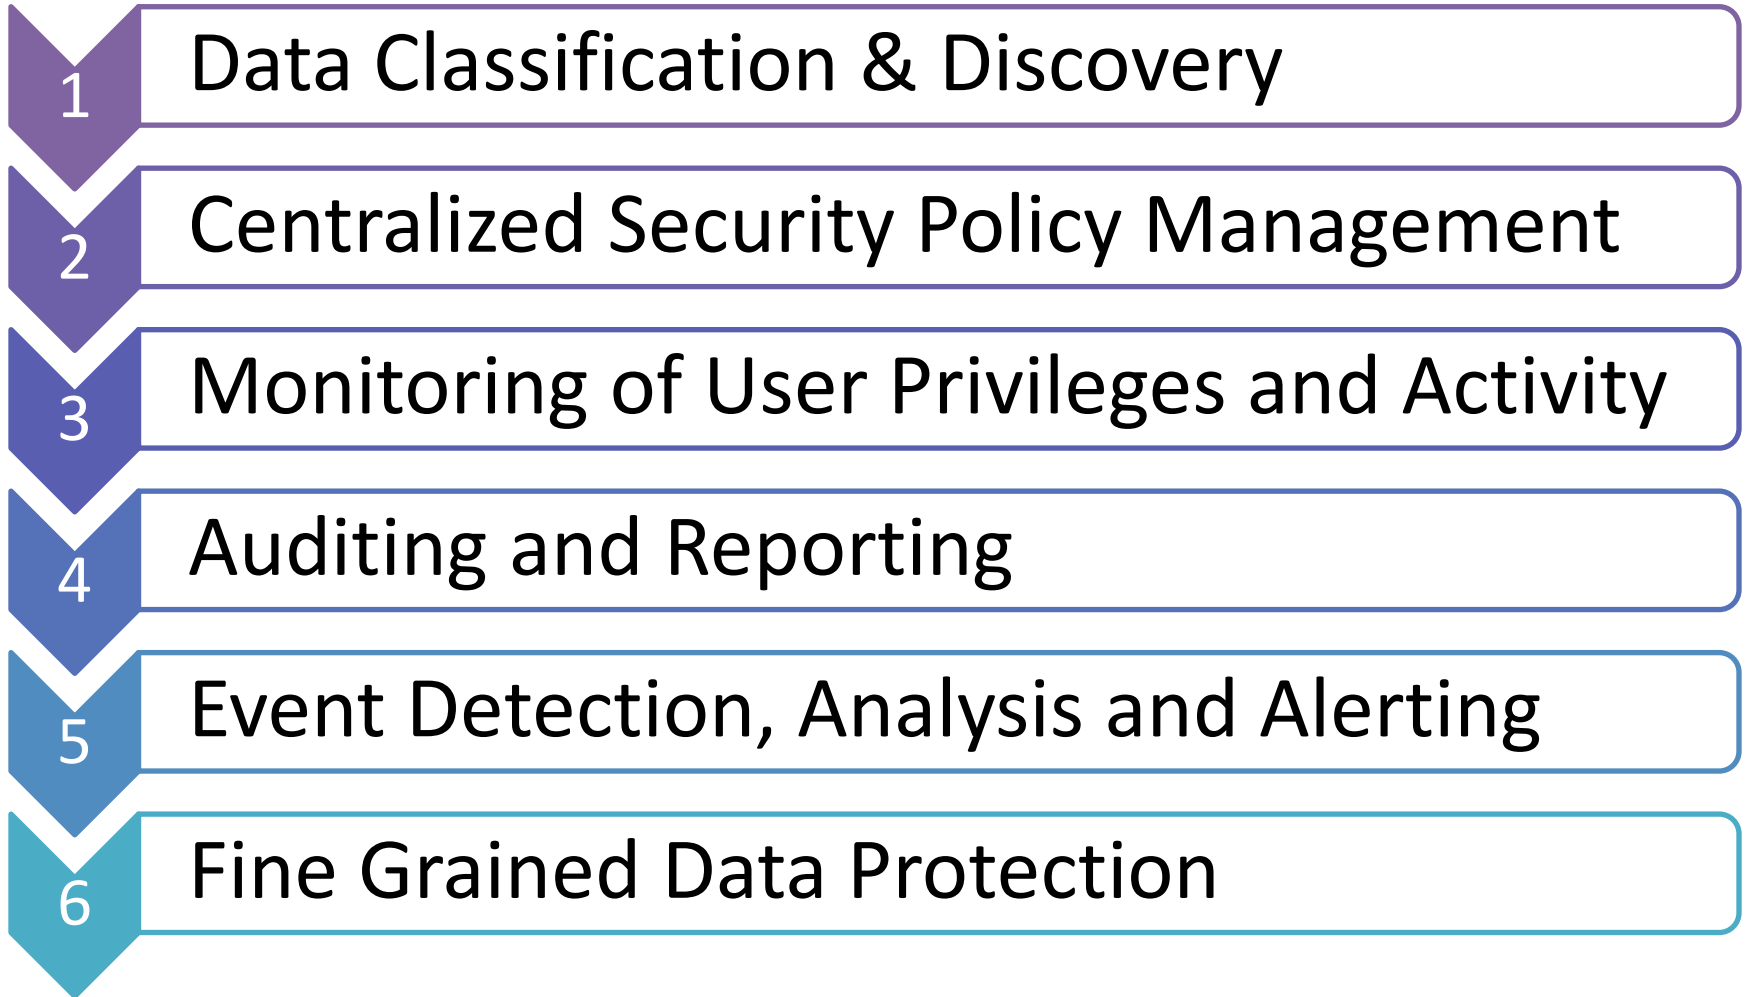 1 Data Classification & Discovery
2 Centralized Security Policy Management
3 Monitoring of User Privileges and Activity
4 Auditing and Reporting
5 Event Detection, Analysis and Alerting
6 Fine Grained Data Protection